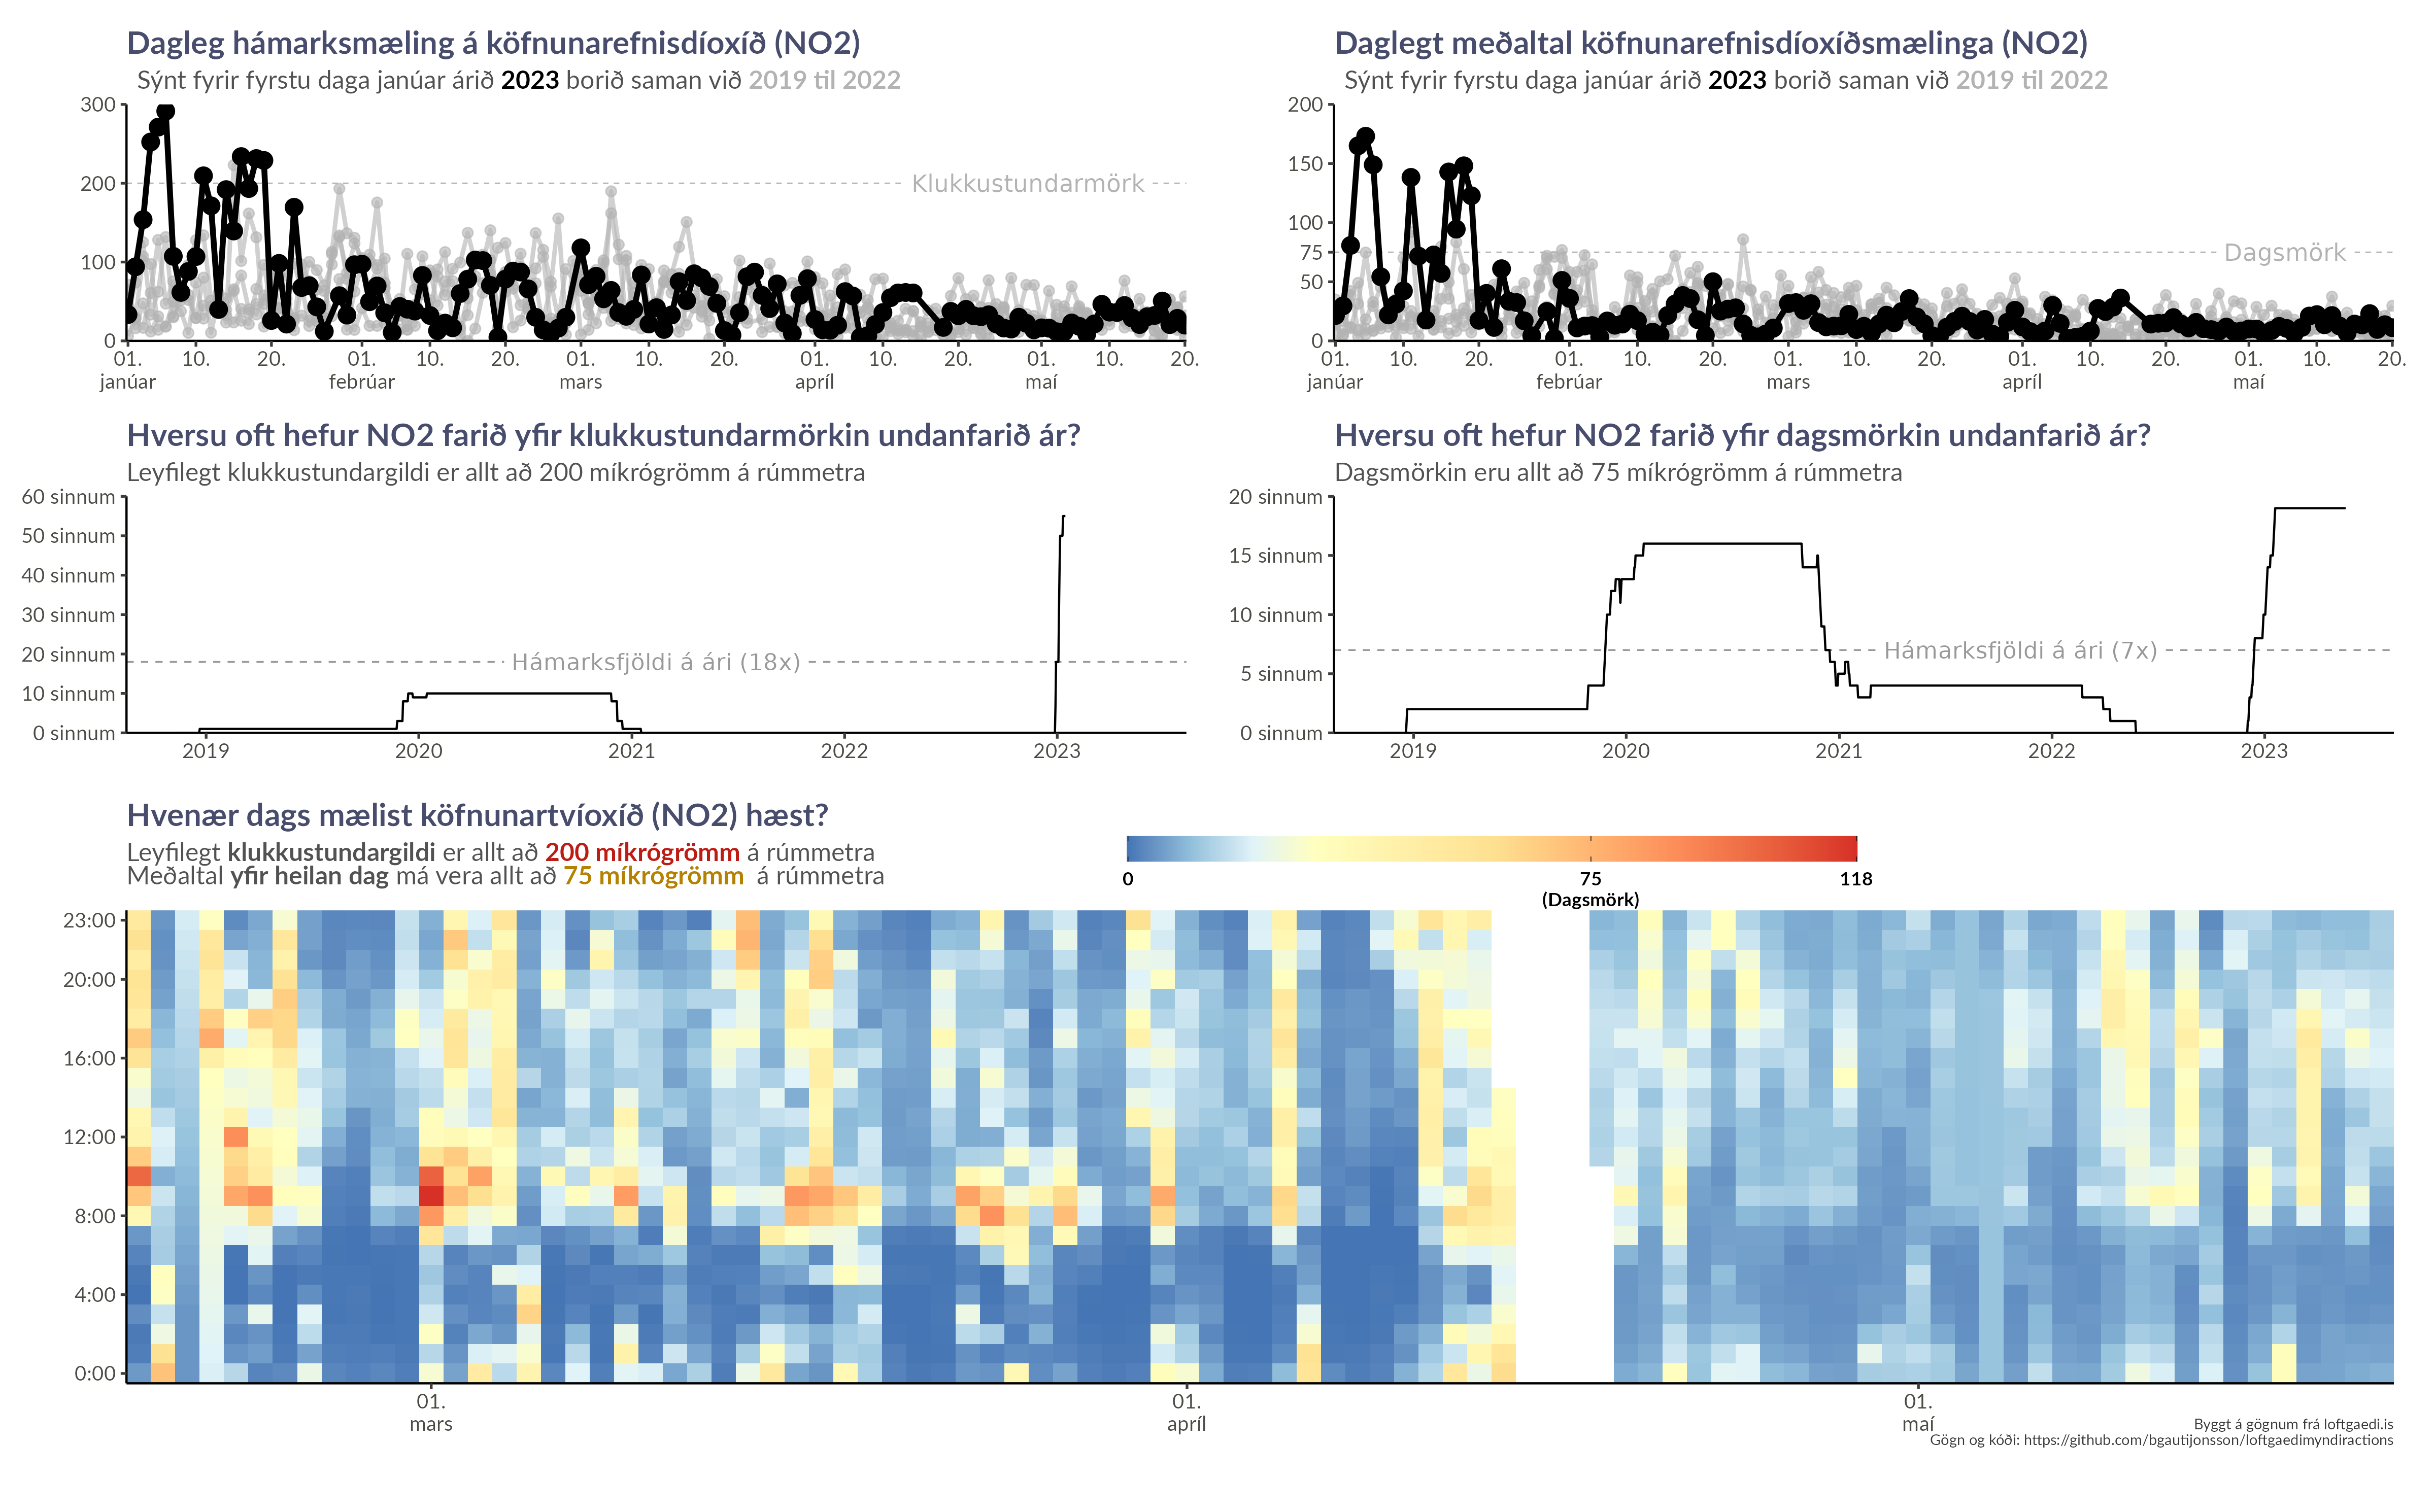 Dagleg hámarksmæling á köfnunarefnisdíoxíð (NO2)
Sýnt fyrir fyrstu daga janúar árið 2023 borið saman við 2019 til 2022
300
200
100
0
Klukkustundarmörk
01. 10. 20. 01. 10. 20. 01. 10. 20. 01. 10. 20. 01. 10. 20.
janúar febrúar mars apríl maí
Daglegt meðaltal köfnunarefnisdíoxíðsmælinga (NO2)
Sýnt fyrir fyrstu daga janúar árið 2023 borið saman við 2019 til 2022
200
150
100
75
50
0
Dagsmörk
01. 10. 20. 01. 10. 20. 01. 10. 20. 01. 10. 20. 01. 10. 20.
janúar febrúar mars apríl maí
Hversu oft hefur NO2 farið yfir klukkustundarmörkin undanfarið ár?
Leyfilegt klukkustundargildi er allt að 200 míkrógrömm á rúmmetra
60 sinnum
50 sinnum
40 sinnum
30 sinnum
20 sinnum
10 sinnum
0 sinnum
Hámarksfjöldi á ári (18x)
2019 2020 2021 2022 2023
Hversu oft hefur NO2 farið yfir dagsmörkin undanfarið ár?
Dagsmörkin eru allt að 75 míkrógrömm á rúmmetra
20 sinnum
15 sinnum
10 sinnum
5 sinnum
0 sinnum
Hámarksfjöldi á ári (7x)
2019 2020 2021 2022 2023
Hvenær dags mælist köfnunartvíoxíð (NO2) hæst?
Leyfilegt klukkustundargildi er allt að 200 míkrógrömm á rúmmetra
Meðaltal yfir heilan dag má vera allt að 75 míkrógrömm á rúmmetra
0 75 118
(Dagsmörk)
23:00
20:00
16:00
12:00
8:00
4:00
0:00
01. 01. 01.
mars apríl maí
Byggt á gögnum frá loftgaedi.is
Gögn og kóði: https://github.com/bgautijonsson/loftgaedimyndiractions